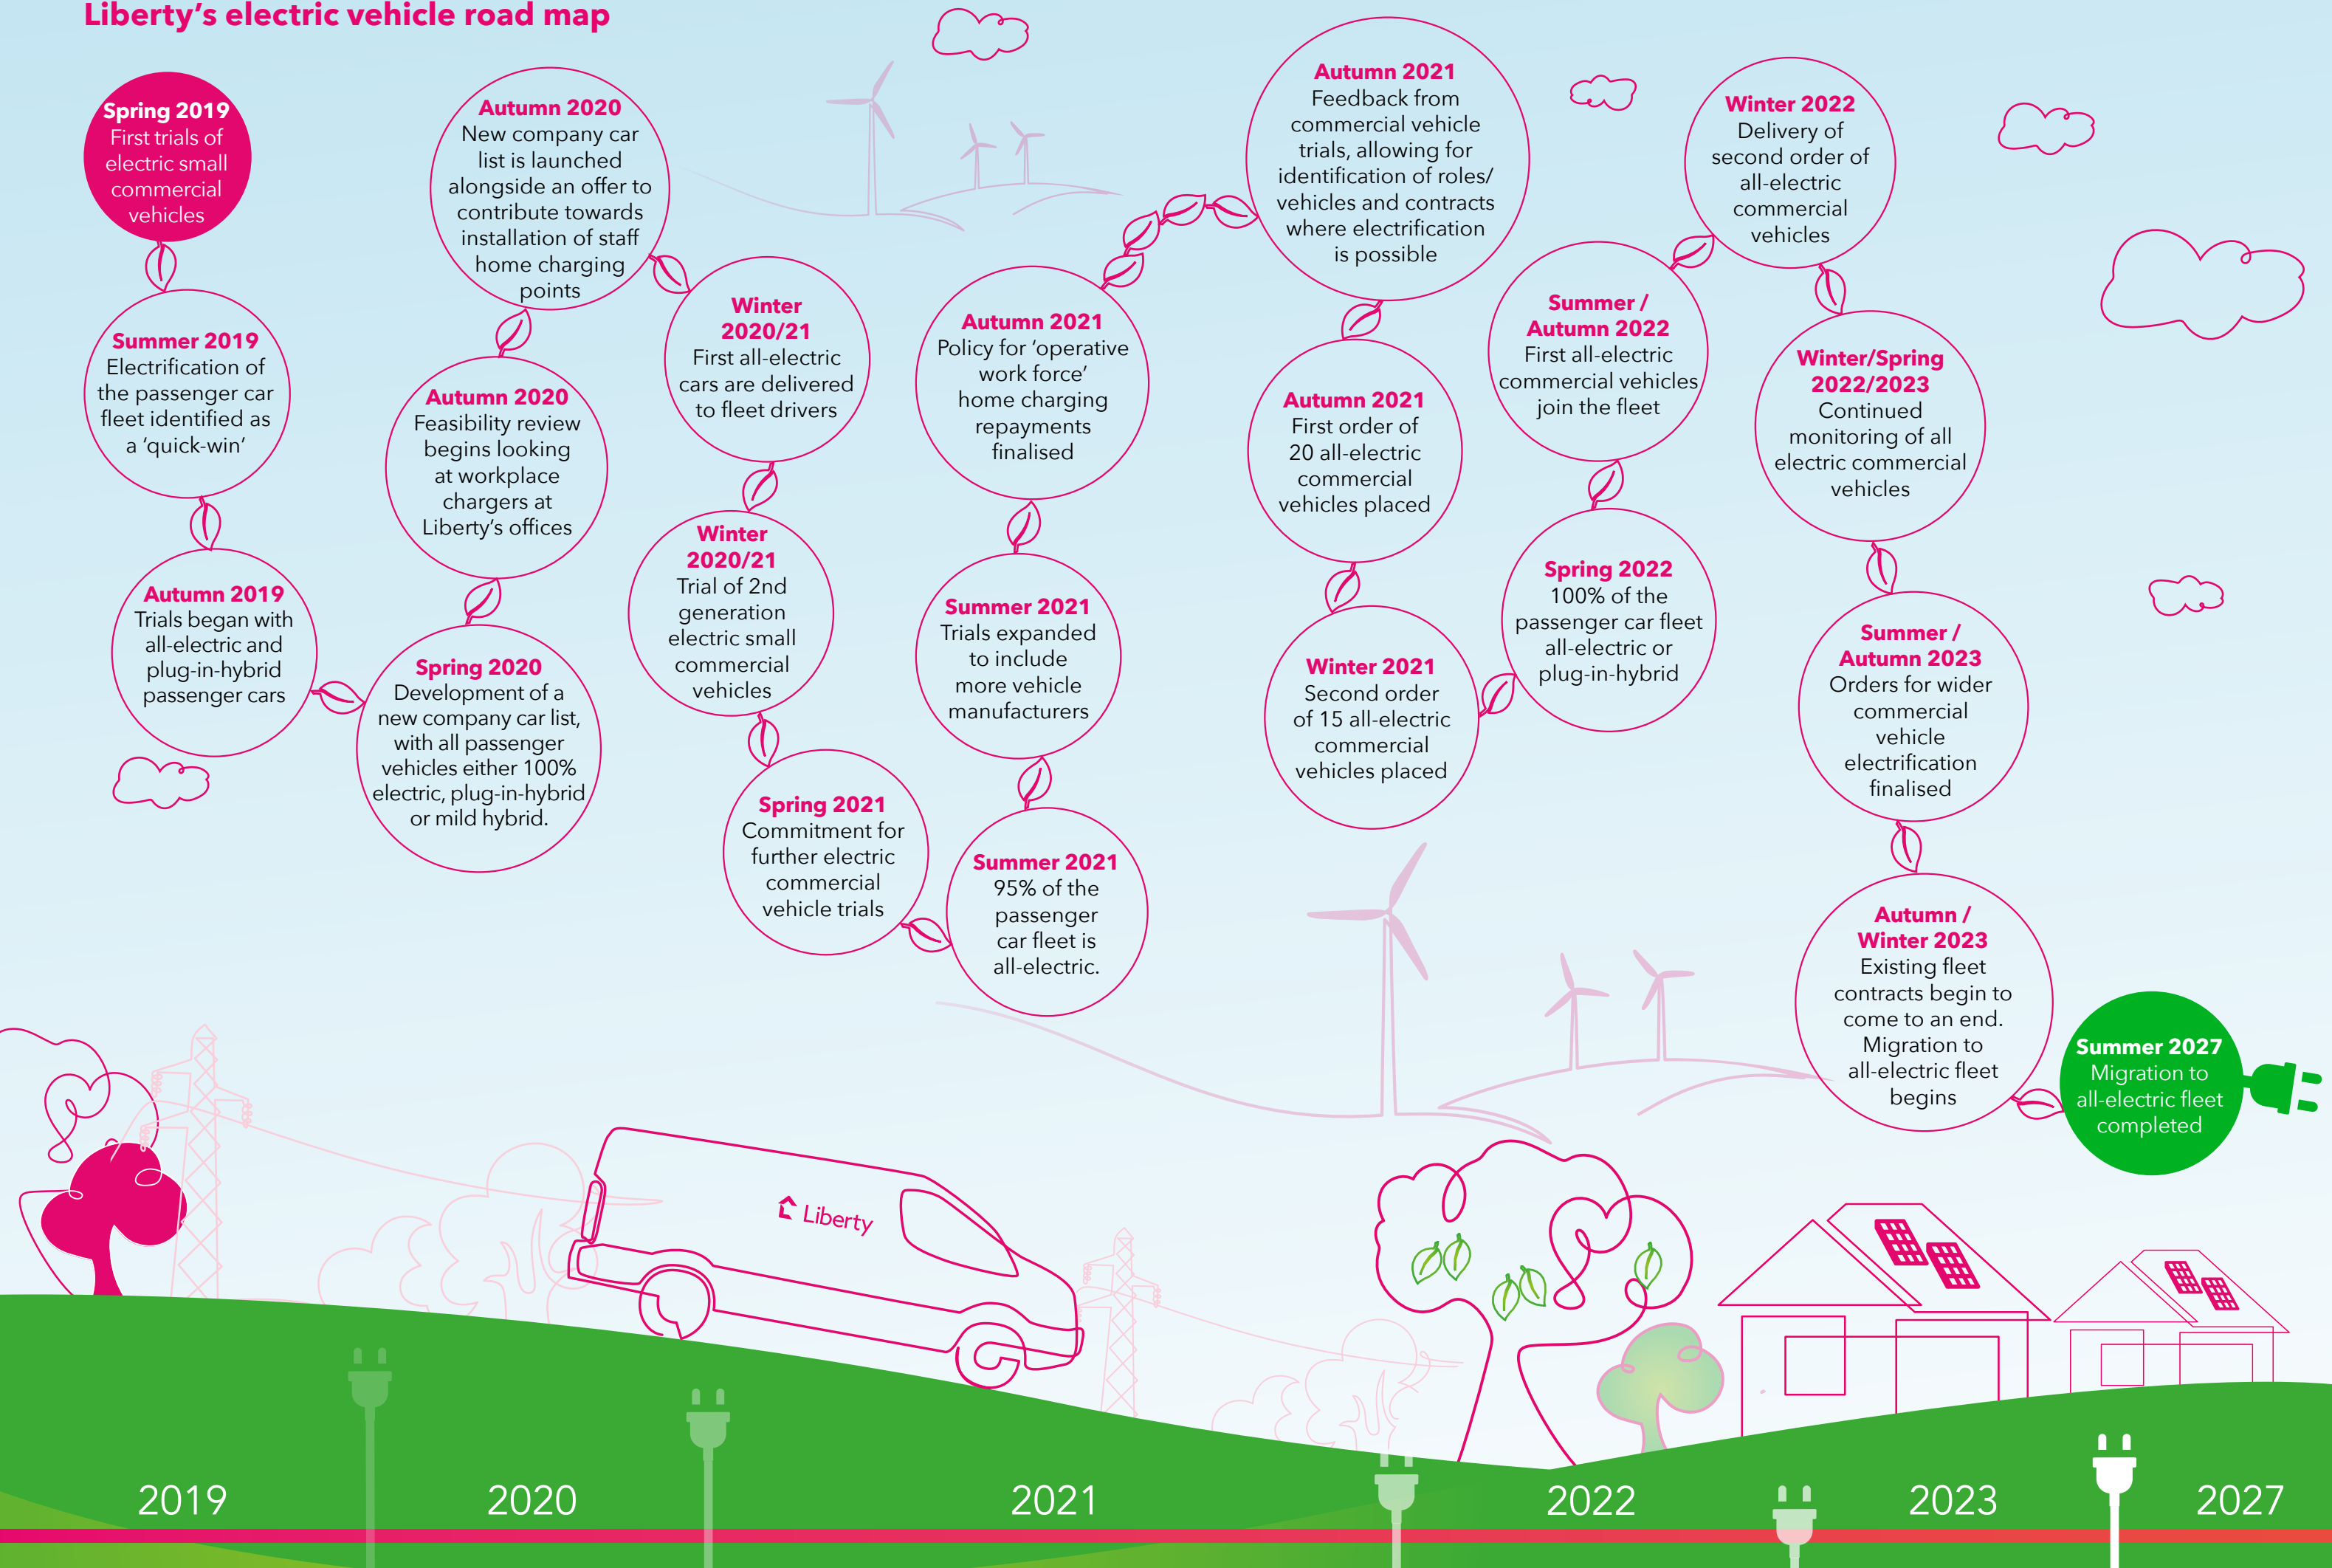 Liberty’s electric vehicle road map
Spring 2019
First trials of
electric small
commercial
vehicles
Summer 2019
Electrification of
the passenger car
fleet identified as
a ‘quick-win’
Autumn 2019
Trials began with
all-electric and
plug-in-hybrid
passenger cars
Spring 2020
Development of a
new company car list,
with all passenger
vehicles either 100%
electric, plug-in-hybrid
or mild hybrid.
Autumn 2020
Feasibility review
begins looking
at workplace
chargers at
Liberty’s offices
Autumn 2020
New company car
list is launched
alongside an offer to
contribute towards
installation of staff
home charging
points
Winter
2020/21
First all-electric
cars are delivered
to fleet drivers
Winter
2020/21
Trial of 2nd
generation
electric small
commercial
vehicles
Spring 2021
Commitment for
further electric
commercial
vehicle trials
Summer 2021
95% of the
passenger
car fleet is
all-electric.
Summer 2021
Trials expanded
to include
more vehicle
manufacturers
Autumn 2021
Policy for ‘operative
work force’
home charging
repayments
finalised
Autumn 2021
Feedback from
commercial vehicle
trials, allowing for
identification of roles/
vehicles and contracts
where electrification
is possible
Autumn 2021
First order of
20 all-electric
commercial
vehicles placed
Winter 2021
Second order
of 15 all-electric
commercial
vehicles placed
Spring 2022
100% of the
passenger car fleet
all-electric or
plug-in-hybrid
Summer /
Autumn 2022
First all-electric
commercial vehicles
join the fleet
Winter 2022
Delivery of
second order of
all-electric
commercial
vehicles
Winter/Spring
2022/2023
Continued
monitoring of all
electric commercial
vehicles
Summer /
Autumn 2023
Orders for wider
commercial
vehicle
electrification
finalised
Autumn /
Winter 2023
Existing fleet
contracts begin to
come to an end.
Migration to
all-electric fleet
begins
Summer 2027
Migration to
all-electric fleet
completed
Liberty
2019
2020
2021
2022
2023
2027